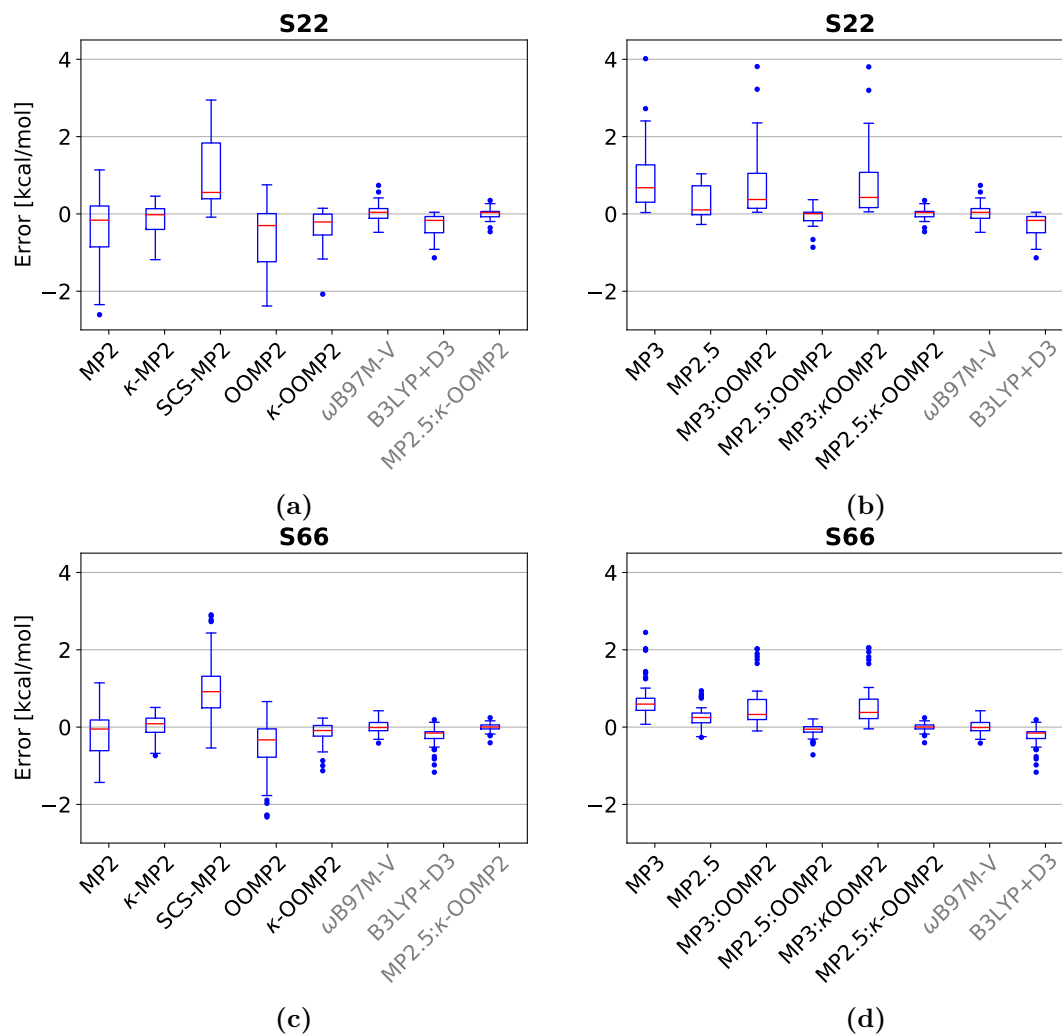 S22
4
2
0
−2
Error [kcal/mol]
MP2
κ-MP2
SCS-MP2
OOMP2
κ-OOMP2
ωB97M-V
B3LYP+D3
MP2.5:κ-OOMP2
(a)
S22
4
2
0
−2
MP3
MP2.5
MP3:OOMP2
MP2.5:OOMP2
MP3:κOOMP2
MP2.5:κ-OOMP2
ωB97M-V
B3LYP+D3
(b)
S66
4
2
0
−2
Error [kcal/mol]
MP2
κ-MP2
SCS-MP2
OOMP2
κ-OOMP2
ωB97M-V
B3LYP+D3
MP2.5:κ-OOMP2
(c)
S66
4
2
0
−2
MP3
MP2.5
MP3:OOMP2
MP2.5:OOMP2
MP3:κOOMP2
MP2.5:κ-OOMP2
ωB97M-V
B3LYP+D3
(d)